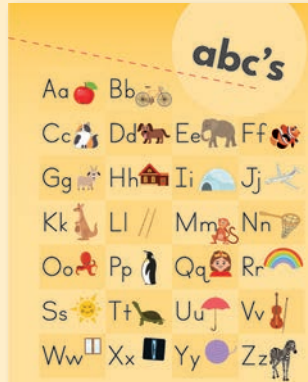 abc's
Aa Bb
Cc Dd Ee Ff
Gg Hh Ii Jj
Kk Ll Mm Nn
Oo Pp Qq Rr
Ss Tt Uu Vv
Ww Xx Yy Zz